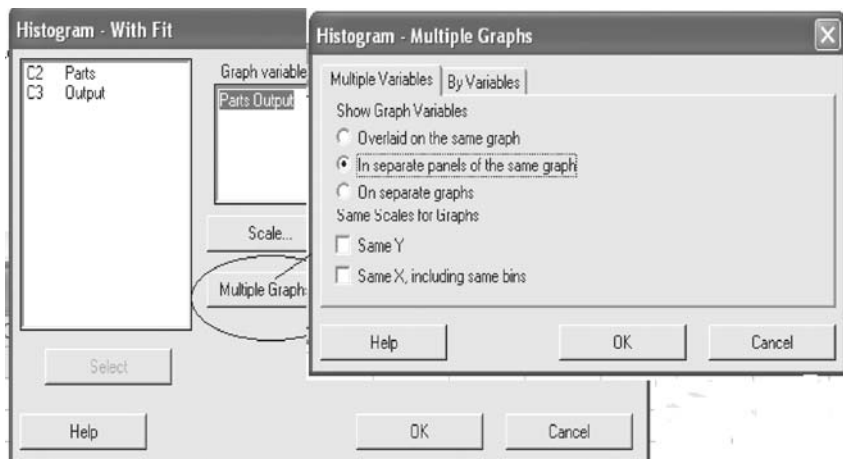 Histogram - With Fit
C2 Parts
C3 Output
Graph variable
Parts Output
Scale...
Multiple Graph
Select
Help
OK
Cancel
Histogram - Multiple Graphs
Multiple Variables
By Variables
Show Graph Variables
Overlaid on the same graph
In separate panels of the same graph
On separate graphs
Same Scales for Graphs
Same Y
Same X, including same bins
Help
OK
Cancel